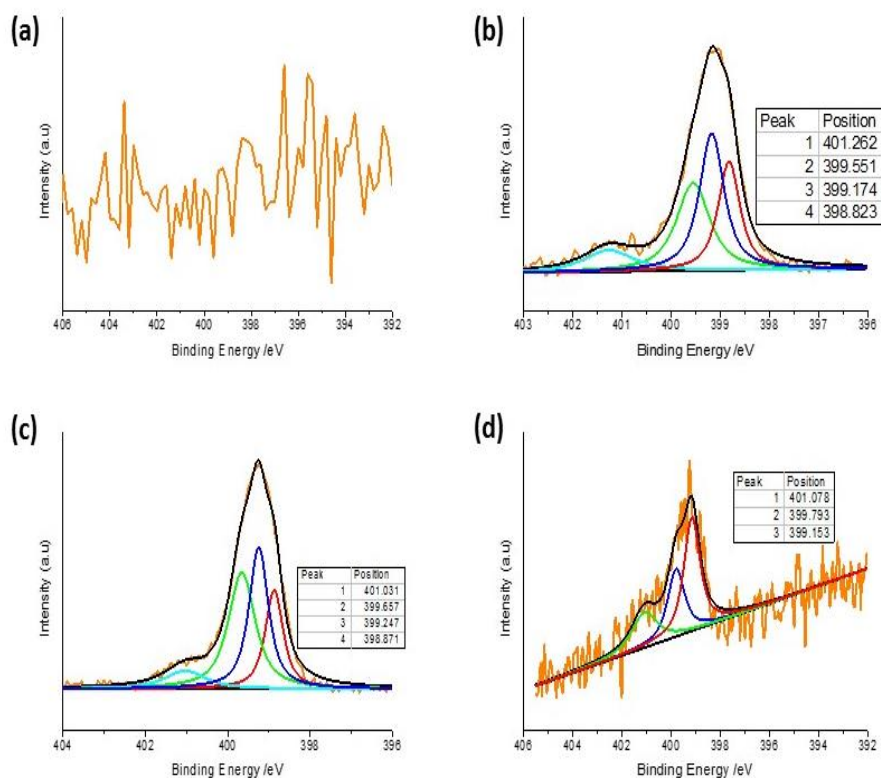 (a)
Intensity (a.u)
406 404 402 400 398 396 394 392
Binding Energy /eV
(b)
Intensity (a.u)
Peak Position
1 401.262
2 399.551
3 399.174
4 398.823
403 402 401 400 399 398 397 396
Binding Energy /eV
(c)
Intensity (a.u)
Peak Position
1 401.031
2 399.657
3 399.247
4 398.871
404 402 400 398 396
Binding Energy /eV
(d)
Intensity (a.u)
Peak Position
1 401.078
2 399.793
3 399.153
406 404 402 400 398 396 394 392
Binding Energy /eV